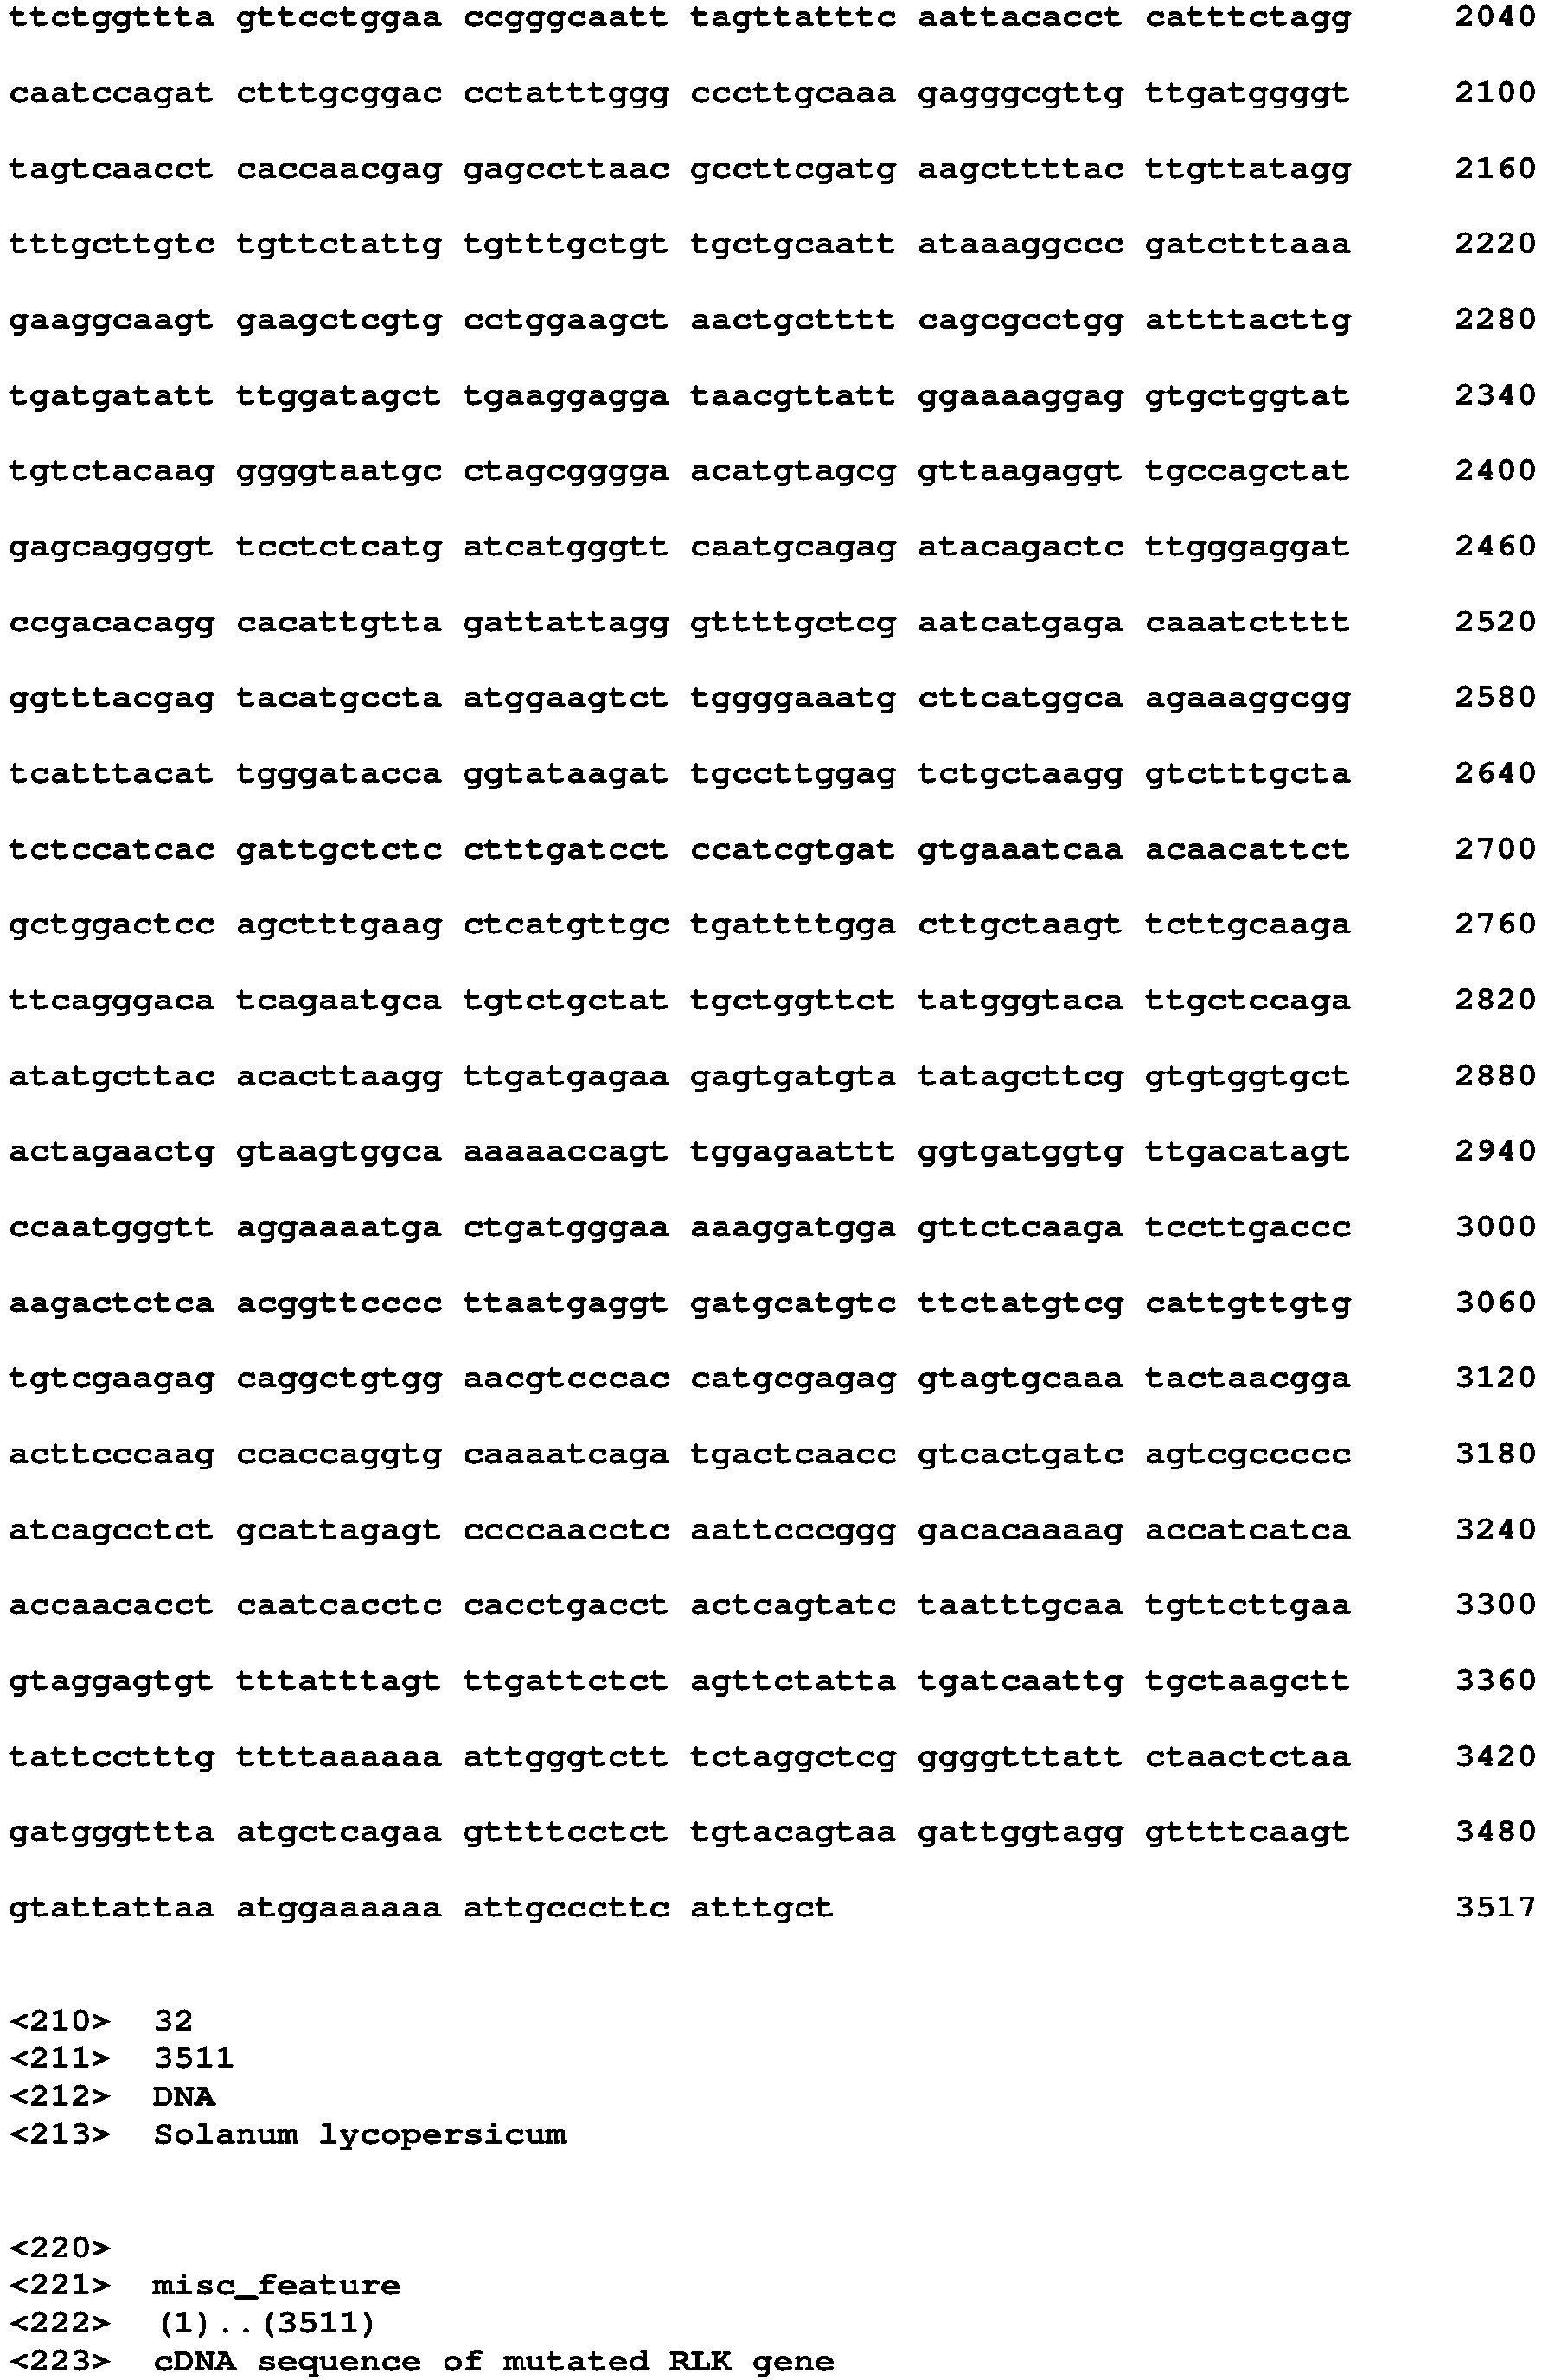 ttctggttta gttcctggaa ccgggcaatt tagttatttc aattacacct catttctagg 2040
caatccagat ctttgcggac cctatttggg cccttgcaaa gagggcgttg ttgatggggt 2100
tagtcaacct caccaacgag gagccttaac gccttcgatg aagcttttac ttgttatagg 2160
tttgcttgtc tgttctattg tgtttgctgt tgctgcaatt ataaaggccc gatctttaaa 2220
gaaggcaagt gaagctcgtg cctggaagct aactgctttt cagcgcctgg attttacttg 2280
tgatgatatt ttggatagct tgaaggagga taacgttatt ggaaaaggag gtgctggtat 2340
tgtctacaag ggggtaatgc ctagcgggga acatgtagcg gttaagaggt tgccagctat 2400
gagcaggggt tcctctcatg atcatgggtt caatgcagag atacagactc ttgggaggat 2460
ccgacacagg cacattgtta gattattagg gttttgctcg aatcatgaga caaatctttt 2520
ggtttacgag tacatgccta atggaagtct tggggaaatg cttcatggca agaaaggcgg 2580
tcatttacat tgggatacca ggtataagat tgccttggag tctgctaagg gtctttgcta 2640
tctccatcac gattgctctc ctttgatcct ccatcgtgat gtgaaatcaa acaacattct 2700
gctggactcc agctttgaag ctcatgttgc tgattttgga cttgctaagt tcttgcaaga 2760
ttcagggaca tcagaatgca tgtctgctat tgctggttct tatgggtaca ttgctccaga 2820
atatgcttac acacttaagg ttgatgagaa gagtgatgta tatagcttcg gtgtggtgct 2880
actagaactg gtaagtggca aaaaaccagt tggagaattt ggtgatggtg ttgacatagt 2940
ccaatgggtt aggaaaatga ctgatgggaa aaaggatgga gttctcaaga tccttgaccc 3000
aagactctca acggttcccc ttaatgaggt gatgcatgtc ttctatgtcg cattgttgtg 3060
tgtcgaagag caggctgtgg aacgtcccac catgcgagag gtagtgcaaa tactaacgga 3120
acttcccaag ccaccaggtg caaaatcaga tgactcaacc gtcactgatc agtcgccccc 3180
atcagcctct gcattagagt ccccaacctc aattcccggg gacacaaaag accatcatca 3240
accaacacct caatcacctc cacctgacct actcagtatc taatttgcaa tgttcttgaa 3300
gtaggagtgt tttatttagt ttgattctct agttctatta tgatcaattg tgctaagctt 3360
tattcctttg ttttaaaaaa attgggtctt tctaggctcg ggggtttatt ctaactctaa 3420
gatgggttta atgctcagaa gttttcctct tgtacagtaa gattggtagg gttttcaagt 3480
gtattattaa atggaaaaaa attgcccttc atttgct 3517
<210> 32
<211> 3511
<212> DNA
<213> Solanum lycopersicum
<220>
<221> misc_feature
<222> (1)..(3511)
<223> cDNA sequence of mutated RLK gene